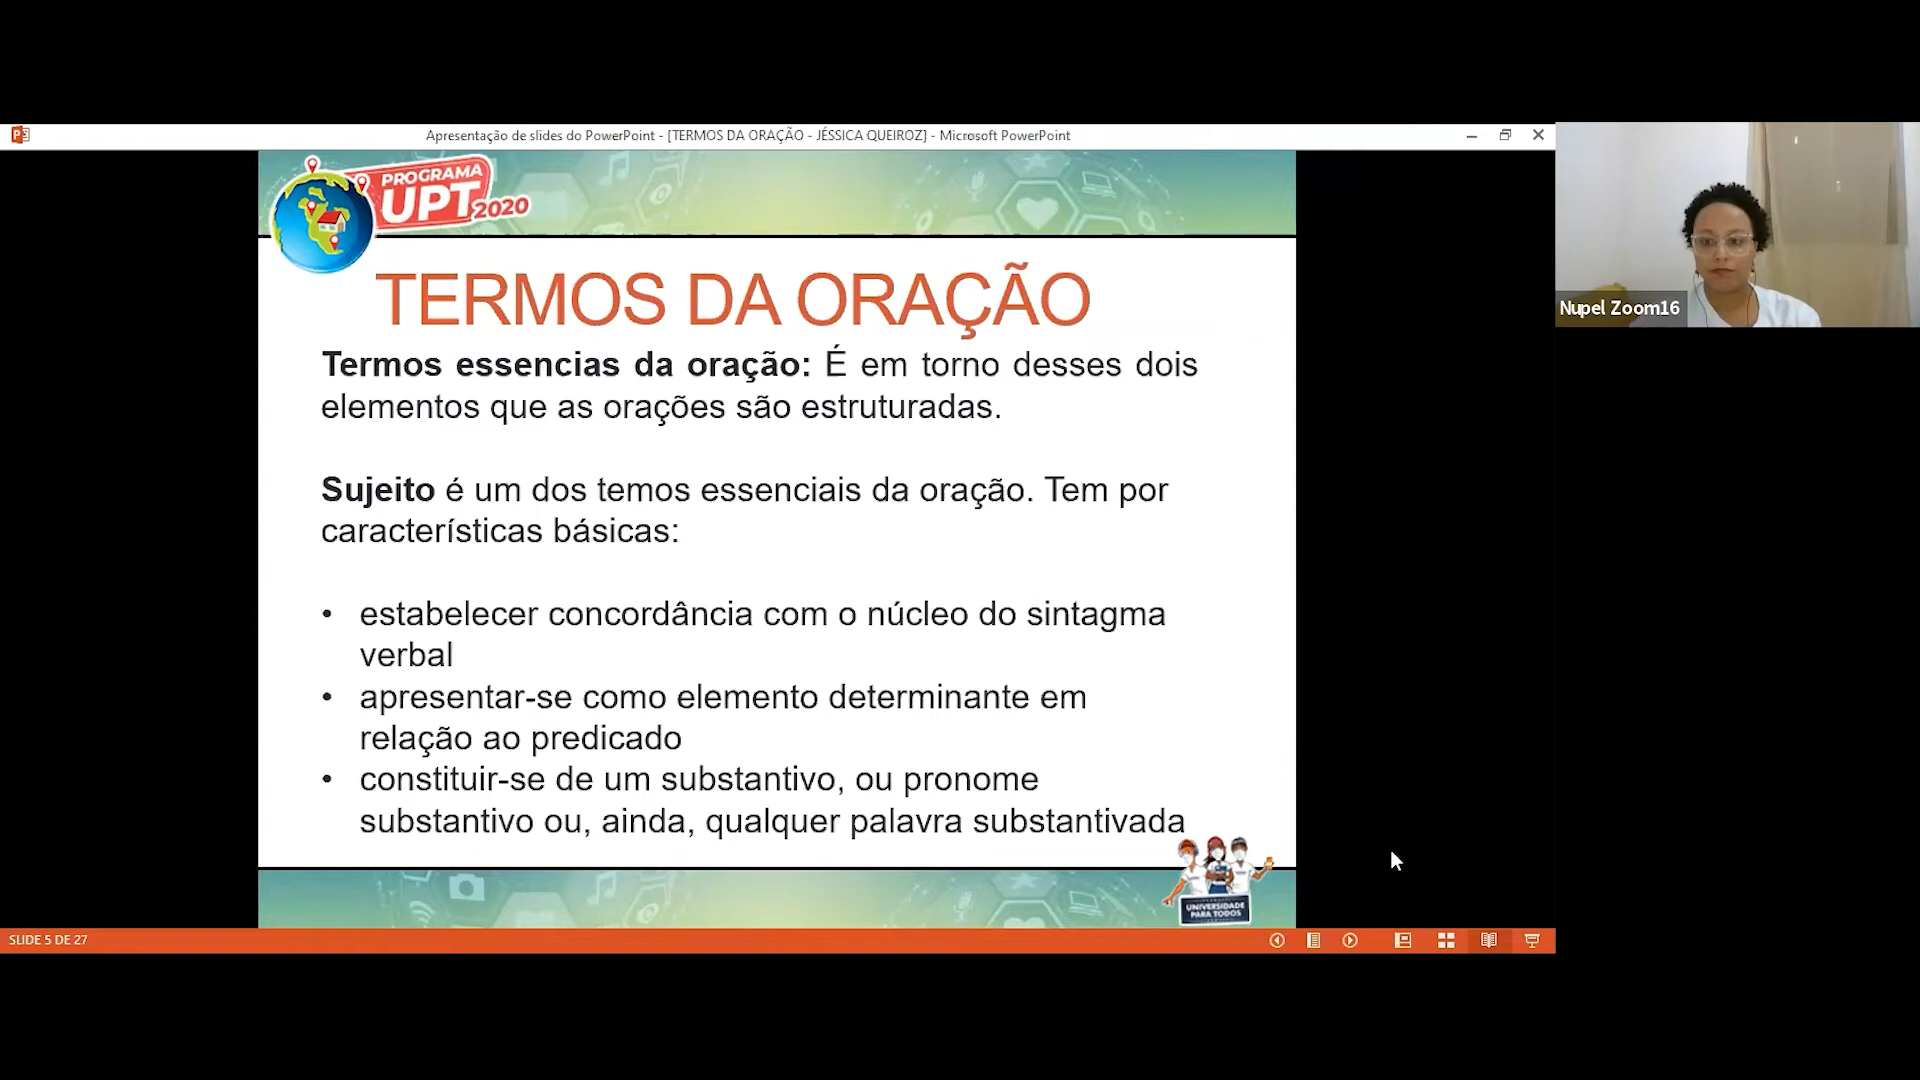 Apresentação de slides do PowerPoint - [TERMOS DA ORAÇÃO - JÉSSICA QUEIROZ] - Microsoft PowerPoint
PROGRAMA
UPT 2020
TERMOS DA ORAÇÃO
Termos essencias da oração: É em torno desses dois
elementos que as orações são estruturadas.
Sujeito é um dos temos essenciais da oração. Tem por
características básicas:
• estabelecer concordância com o núcleo do sintagma
verbal
• apresentar-se como elemento determinante em
relação ao predicado
• constituir-se de um substantivo, ou pronome
substantivo ou, ainda, qualquer palavra substantivada
UNIVERSIDADE
PARA TODOS
SLIDE 5 DE 27
Nupel Zoom16